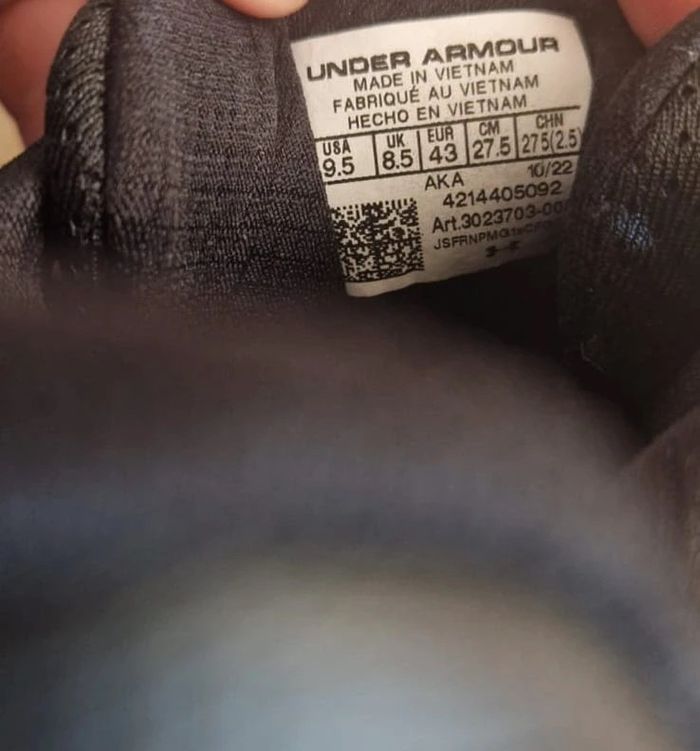 UNDER ARMOUR
MADE IN VIETNAM
FABRIQUÉ AU VIETNAM
HECHO EN VIETNAM
USA UK EUR CM CHN
9.5 8.5 43 27.5 275(2.5)
AKA 10/22
4214405092